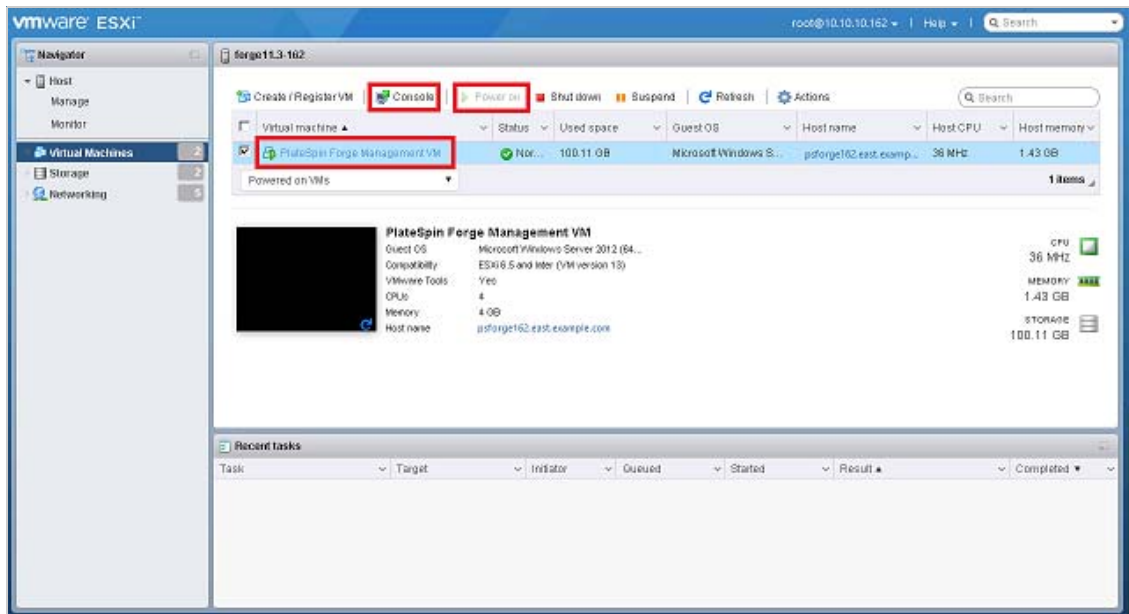 vmware ESXi™
root@10.10.10.162 | Help | Search
Navigator
forge11.3-162
Host
Manage
Monitor
Virtual Machines 2
Storage 2
Networking 5
Create / Register VM | Console | Power on Shut down Suspend | Refresh | Actions Search
Virtual machine Status Used space Guest OS Host name Host CPU Host memory
PlateSpin Forge Management VM Nor... 100.11 GB Microsoft Windows S... psforge162.east.examp... 36 MHz 1.43 GB
Powered on VMs 1 items
PlateSpin Forge Management VM
Guest OS Microsoft Windows Server 2012 (64...
Compatibility ESXi 6.5 and later (VM version 13)
VMware Tools Yes
CPUs 4
Memory 4 GB
Host name psforge162.east.example.com
CPU
36 MHz
MEMORY
1.43 GB
STORAGE
100.11 GB
Recent tasks
Task Target Initiator Queued Started Result Completed